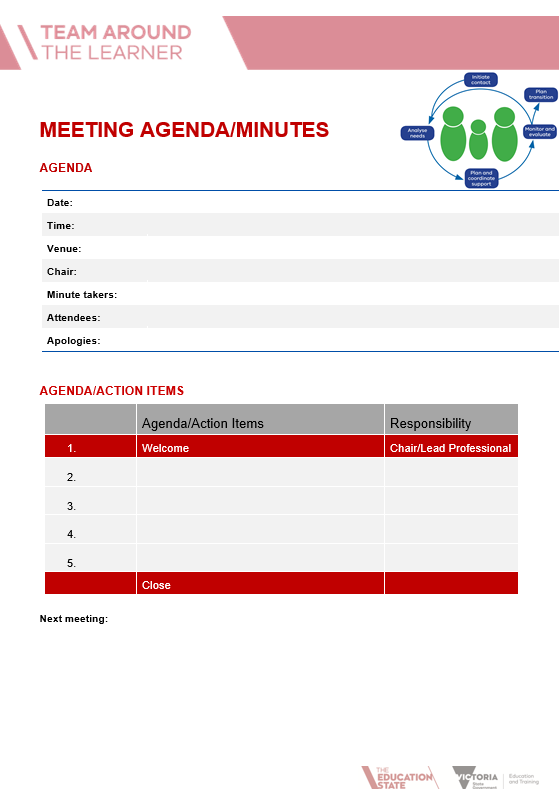 TEAM AROUND
THE LEARNER
Initiate
contact
Plan
transition
Analyse
needs
Monitor and
evaluate
Plan and
coordinate
support
MEETING AGENDA/MINUTES
AGENDA
Date:
Time:
Venue:
Chair:
Minute takers:
Attendees:
Apologies:
AGENDA/ACTION ITEMS
Agenda/Action Items Responsibility
1. Welcome Chair/Lead Professional
2.
3.
4.
5.
Close
Next meeting:
THE
EDUCATION
STATE
VICTORIA
State
Government
Education
and Training